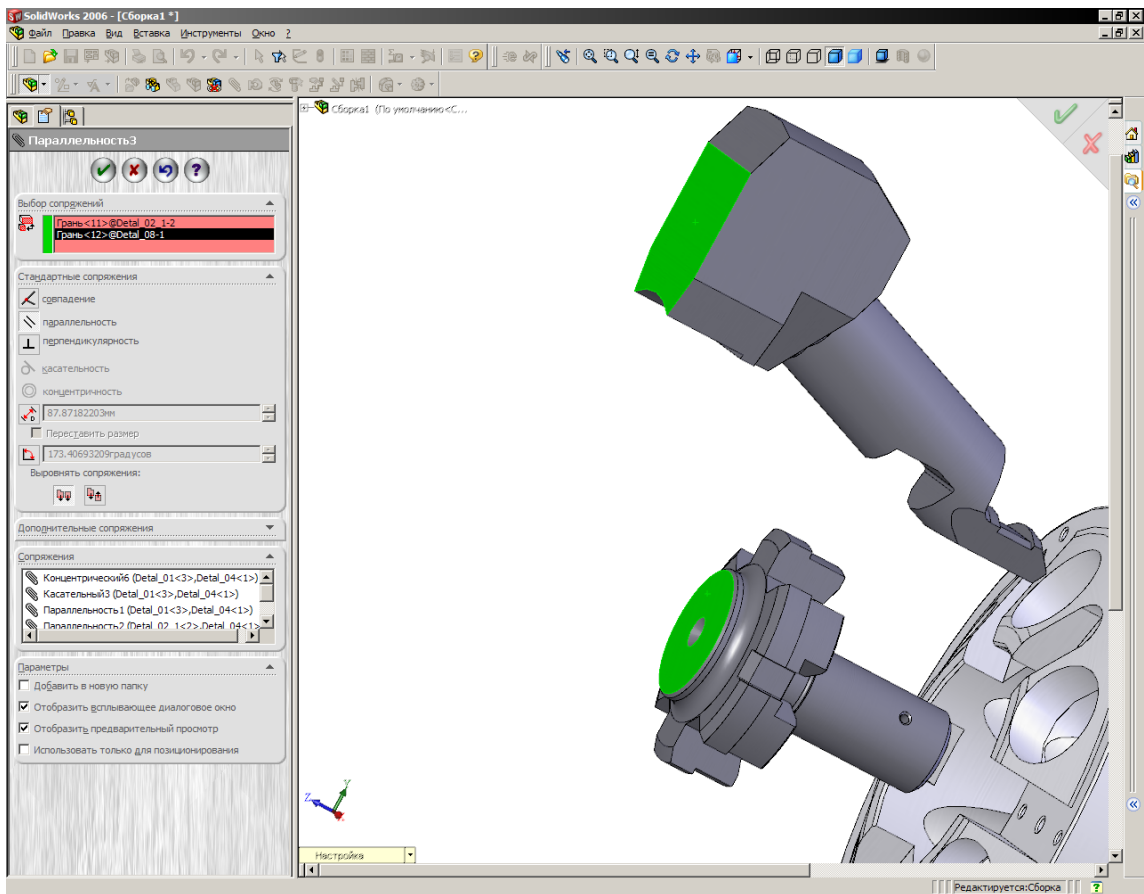 SolidWorks 2006 - [Сборка1 *]
Файл Правка Вид Вставка Инструменты Окно ?
Сборка1 (По умолчанию<С...
Параллельность3
Выбор сопряжений
Грань<11>@Detal_02_1-2
Грань<12>@Detal_08-1
Стандартные сопряжения
совпадение
параллельность
перпендикулярность
касательность
концентричность
87.87182203мм
Переставить размер
173.40693209градусов
Выровнять сопряжения:
Дополнительные сопряжения
Сопряжения
Концентрический6 (Detal_01<3>,Detal_04<1>)
Касательный3 (Detal_01<3>,Detal_04<1>)
Параллельность1 (Detal_01<3>,Detal_04<1>)
Параллельность2 (Detal_02_1<2>,Detal_04<1>
Параметры
Добавить в новую папку
Отобразить всплывающее диалоговое окно
Отобразить предварительный просмотр
Использовать только для позиционирования
Y
Z
Настройка
Редактируется:Сборка